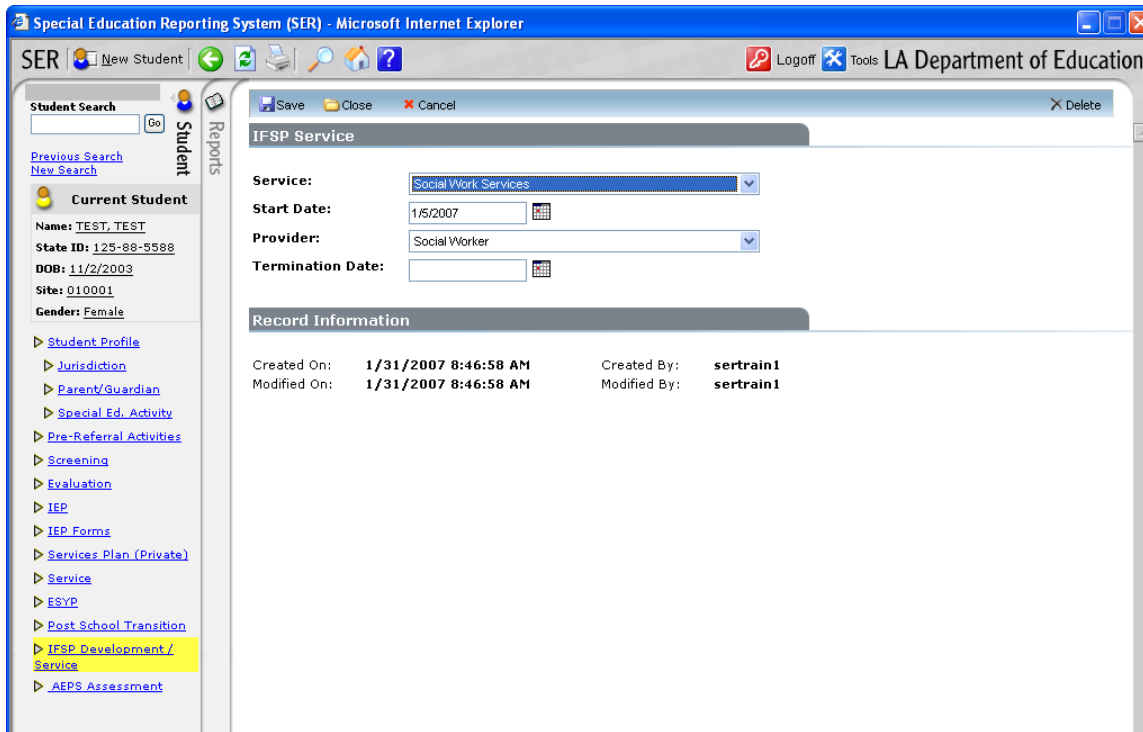 Special Education Reporting System (SER) - Microsoft Internet Explorer
SER New Student ? Logoff Tools LA Department of Education
Student Search
Go
Previous Search
New Search
Student
Reports
Current Student
Name: TEST, TEST
State ID: 125-88-5588
DOB: 11/2/2003
Site: 010001
Gender: Female
Student Profile
Jurisdiction
Parent/Guardian
Special Ed. Activity
Pre-Referral Activities
Screening
Evaluation
IEP
IEP Forms
Services Plan (Private)
Service
ESYP
Post School Transition
IFSP Development /
Service
AEPS Assessment
Save Close Cancel Delete
IFSP Service
Service: Social Work Services
Start Date: 1/5/2007
Provider: Social Worker
Termination Date:
Record Information
Created On: 1/31/2007 8:46:58 AM Created By: sertrain1
Modified On: 1/31/2007 8:46:58 AM Modified By: sertrain1